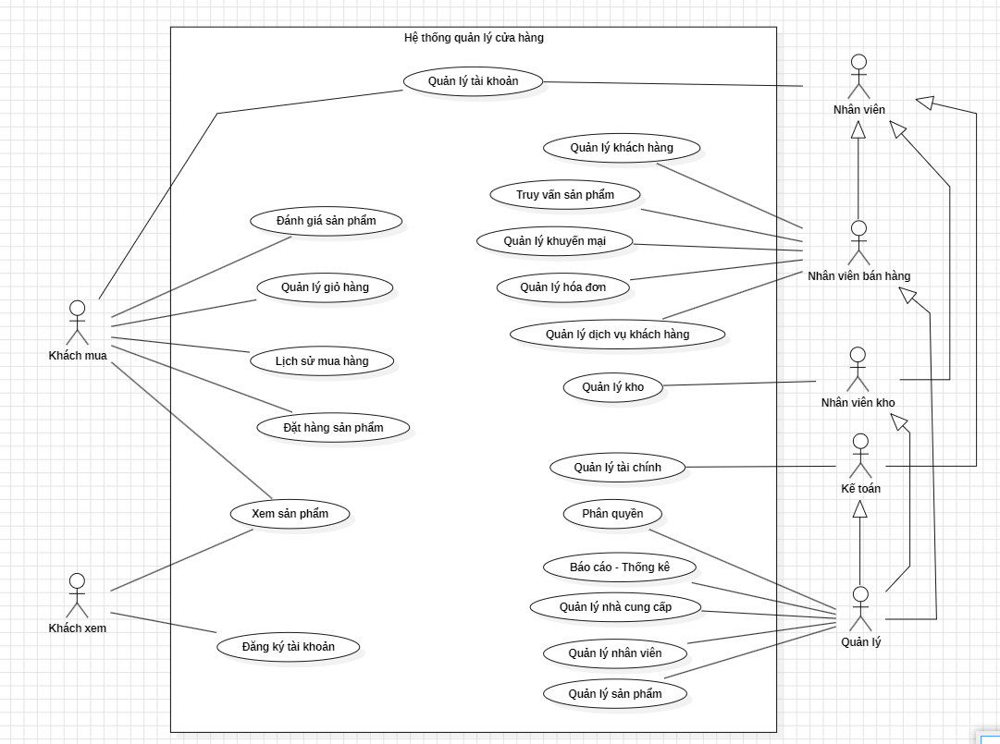 Hệ thống quản lý cửa hàng
Quản lý tài khoản
Nhân viên
Quản lý khách hàng
Truy vấn sản phẩm
Đánh giá sản phẩm
Quản lý khuyến mại
Nhân viên bán hàng
Quản lý giỏ hàng
Quản lý hóa đơn
Quản lý dịch vụ khách hàng
Khách mua
Lịch sử mua hàng
Quản lý kho
Nhân viên kho
Đặt hàng sản phẩm
Quản lý tài chính
Kế toán
Xem sản phẩm
Phân quyền
Báo cáo - Thống kê
Quản lý nhà cung cấp
Khách xem
Quản lý
Đăng ký tài khoản
Quản lý nhân viên
Quản lý sản phẩm